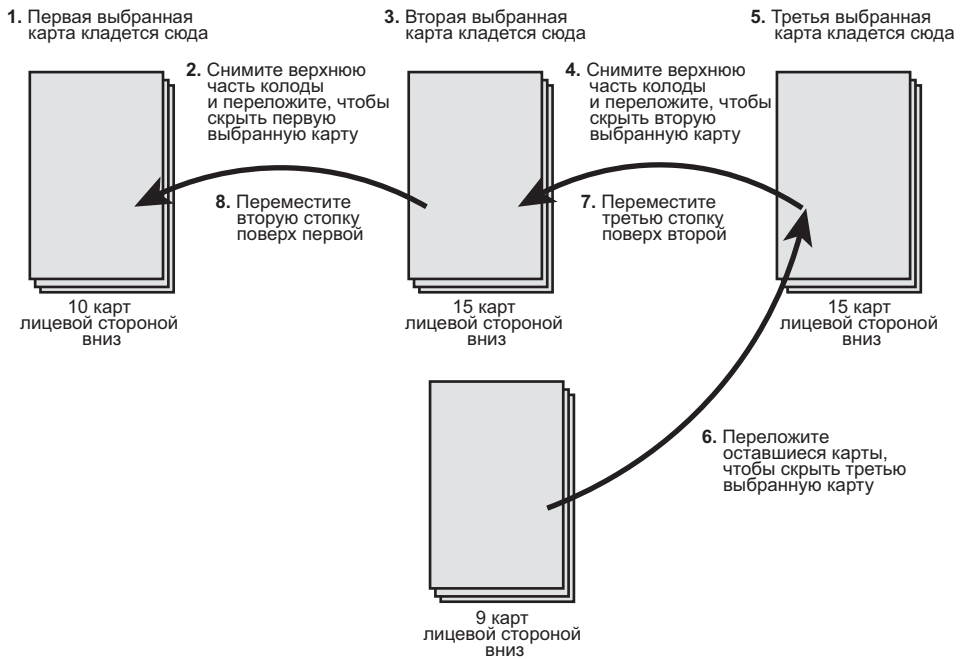 1. Первая выбранная
карта кладется сюда
3. Вторая выбранная
карта кладется сюда
5. Третья выбранная
карта кладется сюда
2. Снимите верхнюю
часть колоды
и переложите, чтобы
скрыть первую
выбранную карту
4. Снимите верхнюю
часть колоды
и переложите, чтобы
скрыть вторую
выбранную карту
8. Переместите
вторую стопку
поверх первой
7. Переместите
третью стопку
поверх второй
10 карт
лицевой стороной
вниз
15 карт
лицевой стороной
вниз
15 карт
лицевой стороной
вниз
6. Переложите
оставшиеся карты,
чтобы скрыть третью
выбранную карту
9 карт
лицевой стороной
вниз